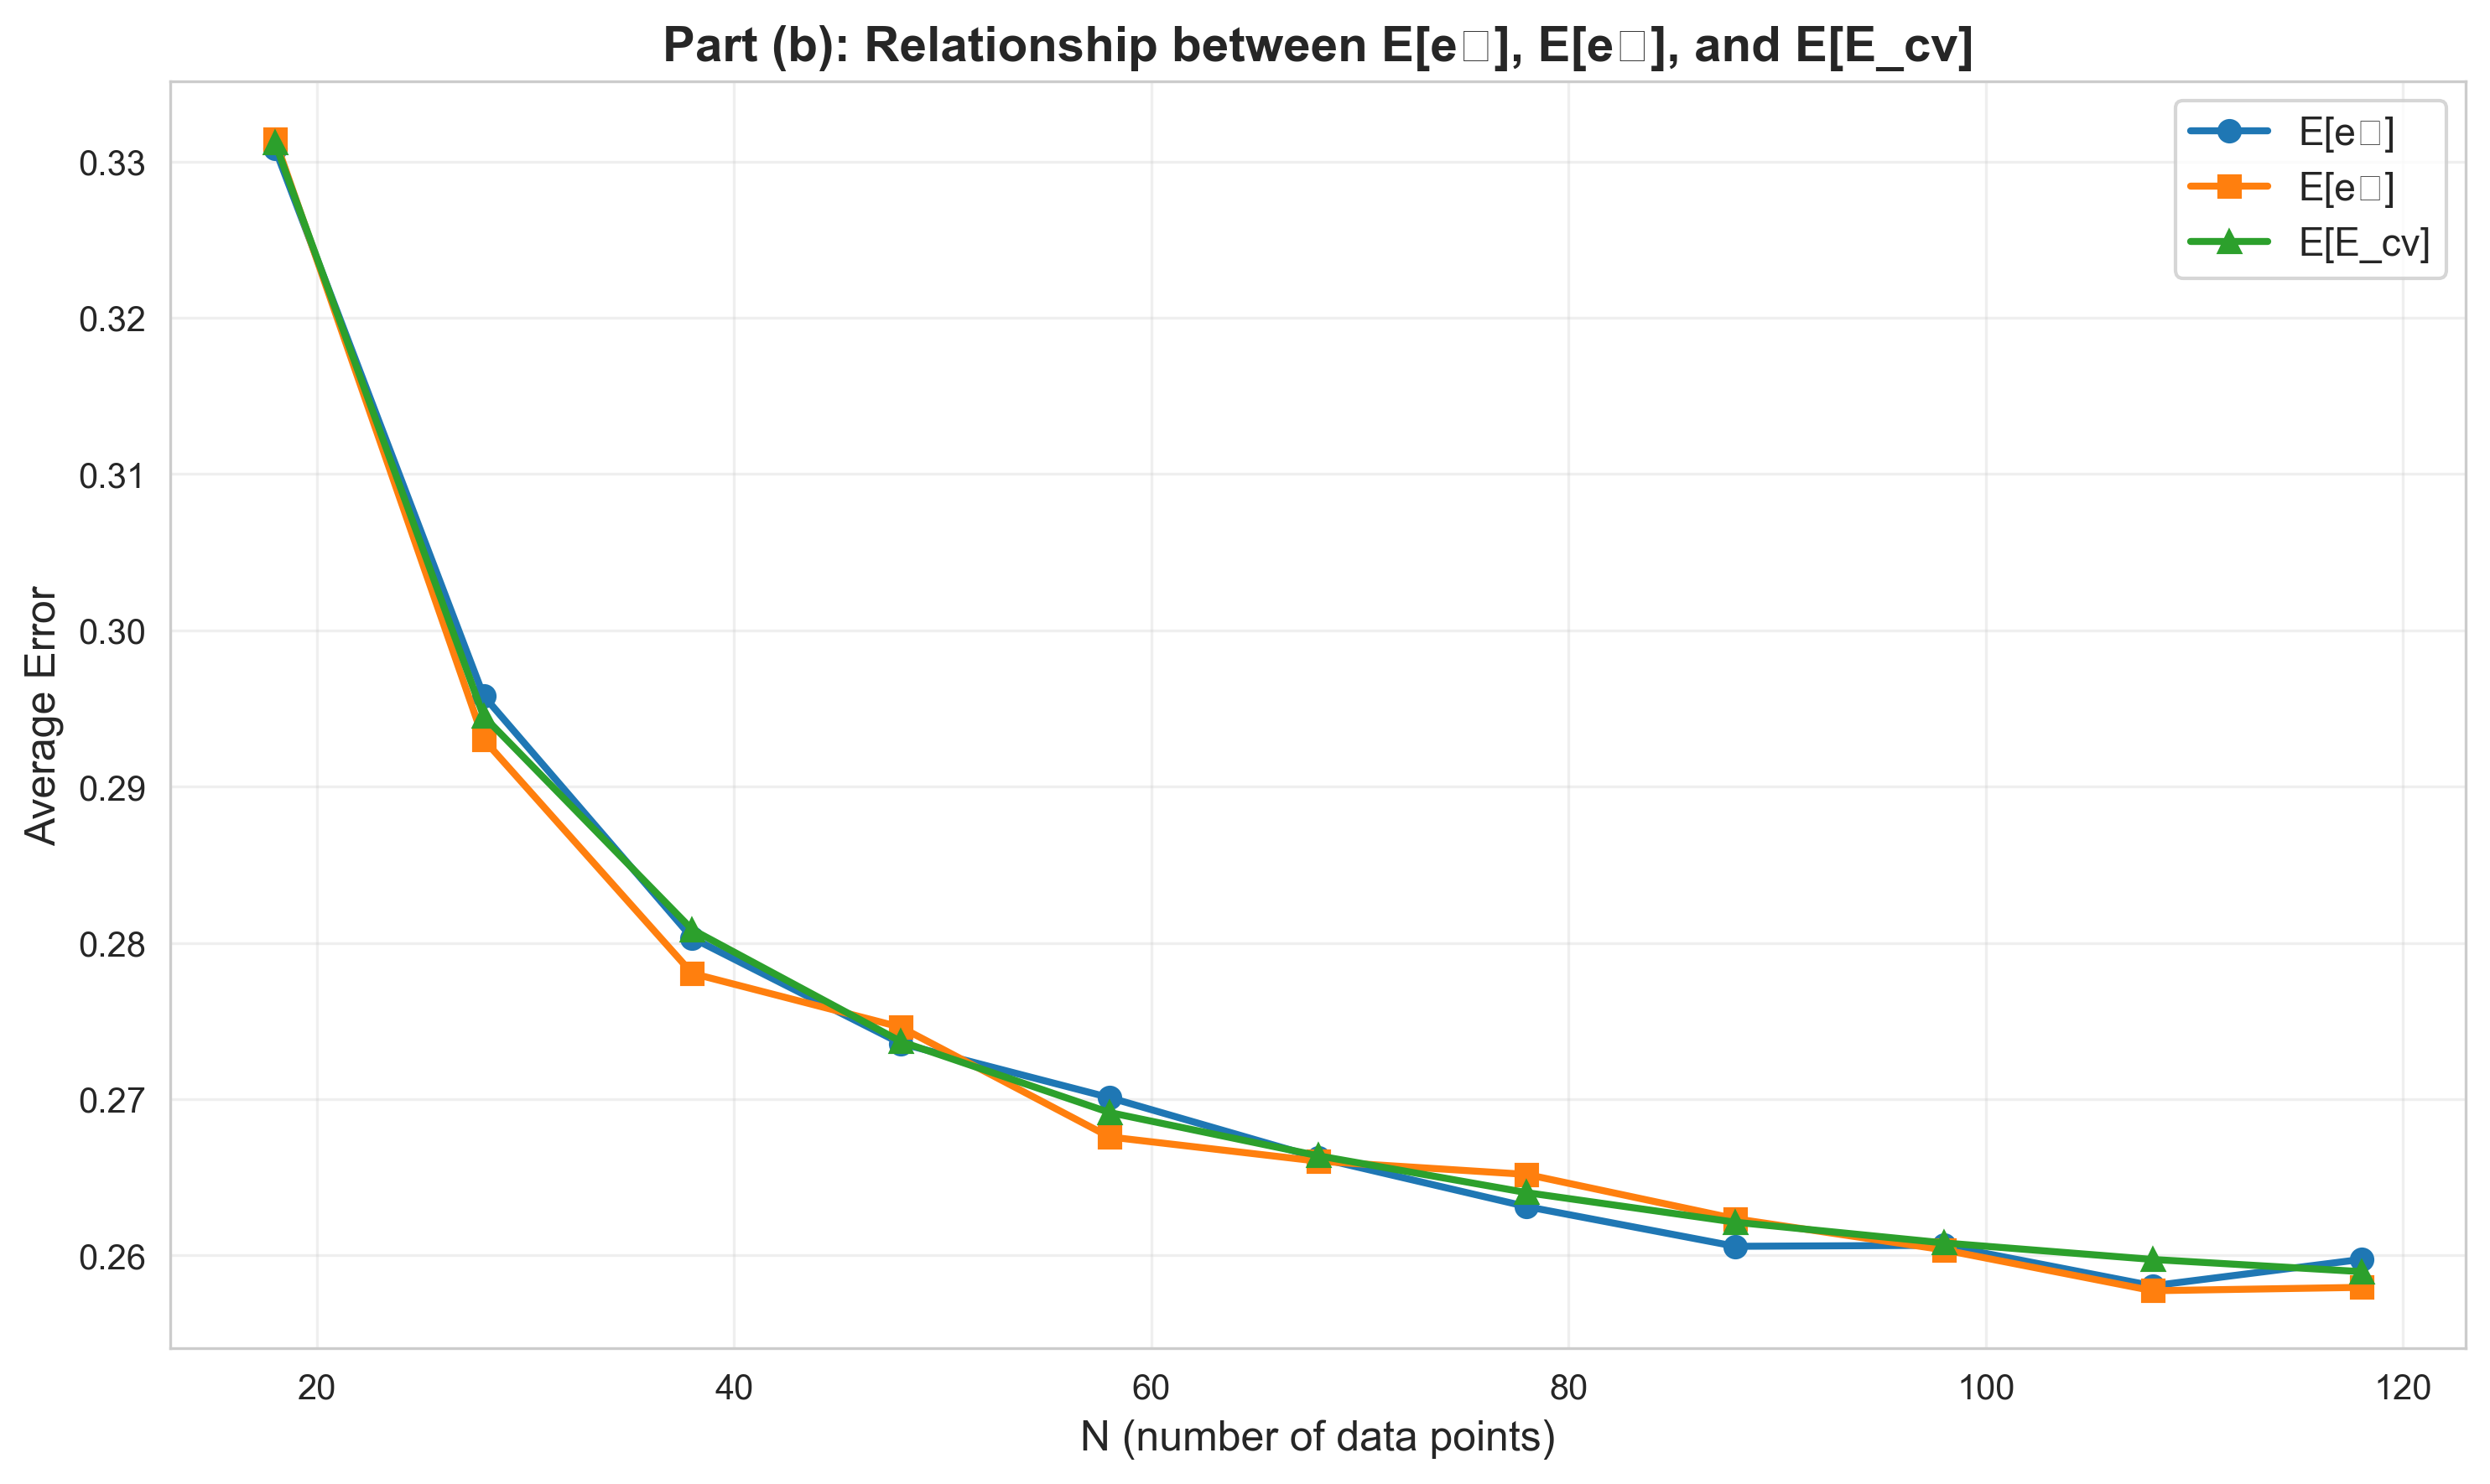 Part (b): Relationship between E[e□], E[e□], and E[E_cv]
E[e□]
E[e□]
E[E_cv]
0.33
0.32
0.31
0.30
0.29
0.28
0.27
0.26
Average Error
20
40
60
80
100
120
N (number of data points)